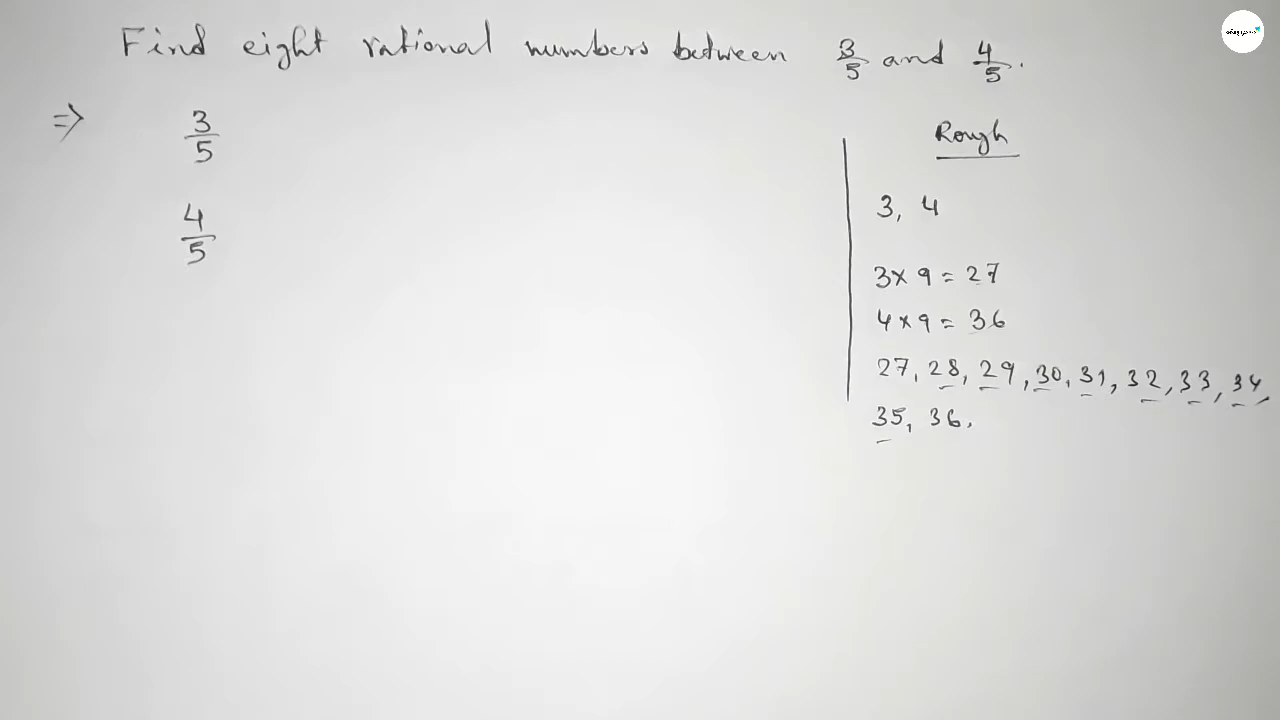 Find eight rational numbers between 3/5 and 4/5.
⇒ 3/5
4/5
Rough
3, 4
3 × 9 = 27
4 × 9 = 36
27, 28, 29, 30, 31, 32, 33, 34,
35, 36.